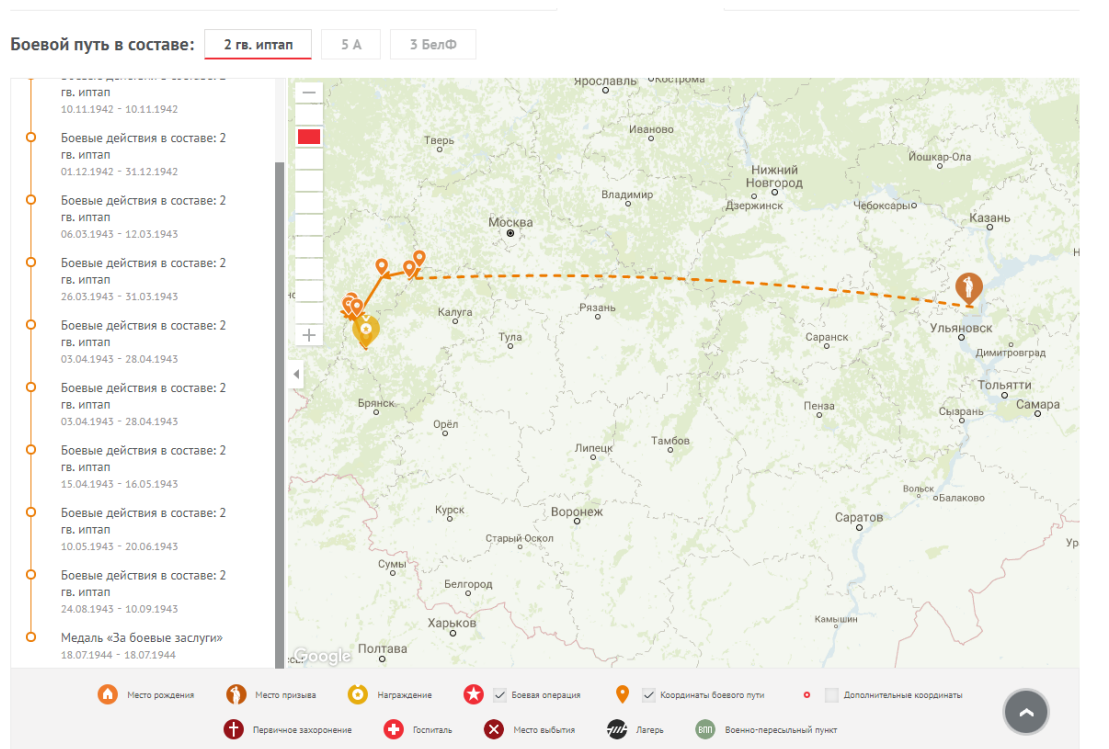 Боевой путь в составе:
2 гв. иптап
5 А
3 БелФ
Боевые действия в составе: 2
гв. иптап
10.11.1942 - 10.11.1942
Боевые действия в составе: 2
гв. иптап
01.12.1942 - 31.12.1942
Боевые действия в составе: 2
гв. иптап
06.03.1943 - 12.03.1943
Боевые действия в составе: 2
гв. иптап
26.03.1943 - 31.03.1943
Боевые действия в составе: 2
гв. иптап
03.04.1943 - 28.04.1943
Боевые действия в составе: 2
гв. иптап
03.04.1943 - 28.04.1943
Боевые действия в составе: 2
гв. иптап
15.04.1943 - 16.05.1943
Боевые действия в составе: 2
гв. иптап
10.05.1943 - 20.06.1943
Боевые действия в составе: 2
гв. иптап
24.08.1943 - 10.09.1943
Медаль «За боевые заслуги»
18.07.1944 - 18.07.1944
Ярославль
Кострома
Тверь
Иваново
Йошкар-Ола
Нижний
Новгород
Владимир
Дзержинск
Чебоксары
Казань
Москва
Калуга
Рязань
Тула
Саранск
Ульяновск
Димитровград
Тольятти
Брянск
Пенза
Сызрань
Самара
Орёл
Тамбов
Липецк
Вольск
Балаково
Курск
Воронеж
Саратов
Старый Оскол
Ур
Сумы
Белгород
Харьков
Камышин
Полтава
Google
Место рождения
Место призыва
Награждение
Боевая операция
Координаты боевого пути
Дополнительные координаты
Первичное захоронение
Госпиталь
Место выбытия
Лагерь
ВПП
Военно-пересыльный пункт